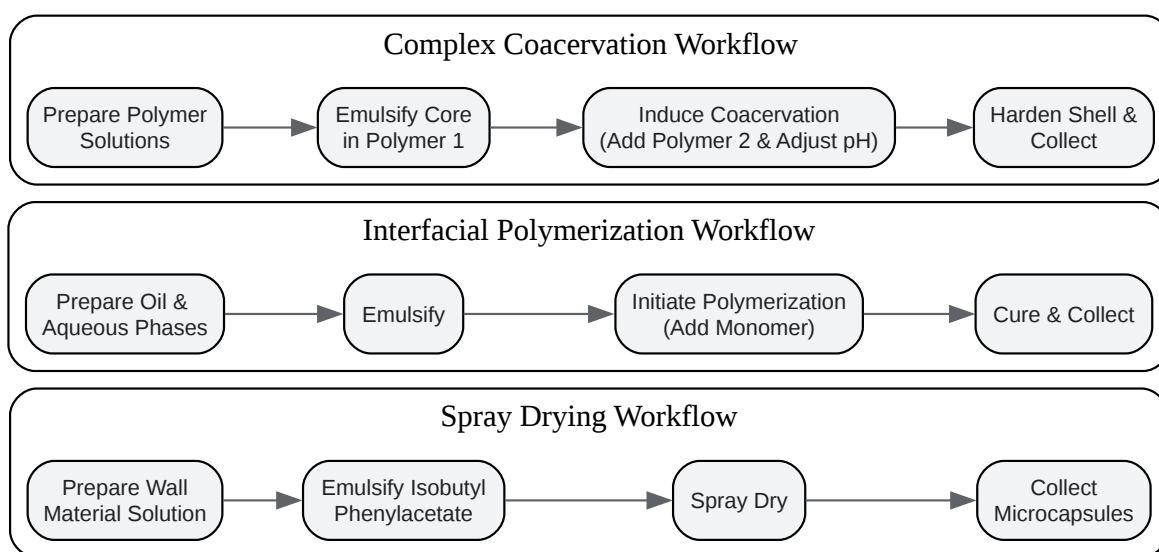 Complex Coacervation Workflow
Prepare Polymer
Solutions
Emulsify Core
in Polymer 1
Induce Coacervation
(Add Polymer 2 & Adjust pH)
Harden Shell &
Collect
Interfacial Polymerization Workflow
Prepare Oil &
Aqueous Phases
Emulsify
Initiate Polymerization
(Add Monomer)
Cure & Collect
Spray Drying Workflow
Prepare Wall
Material Solution
Emulsify Isobutyl
Phenylacetate
Spray Dry
Collect
Microcapsules